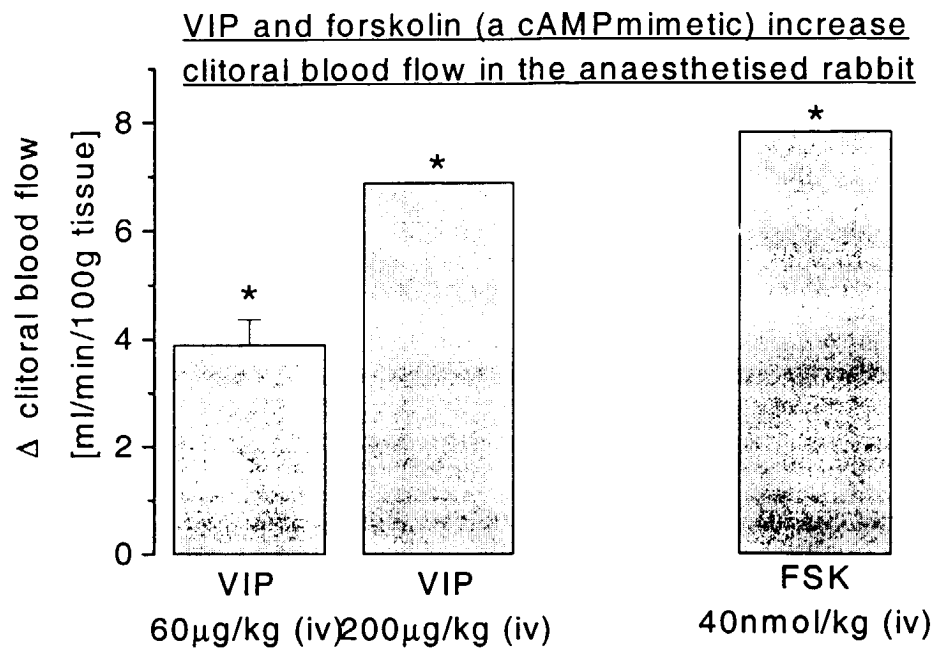 VIP and forskolin (a cAMPmimetic) increase
clitoral blood flow in the anaesthetised rabbit
Δ clitoral blood flow
[ml/min/100g tissue]
8
6
4
2
0
*
*
*
VIP
60µg/kg (iv)
VIP
200µg/kg (iv)
FSK
40nmol/kg (iv)